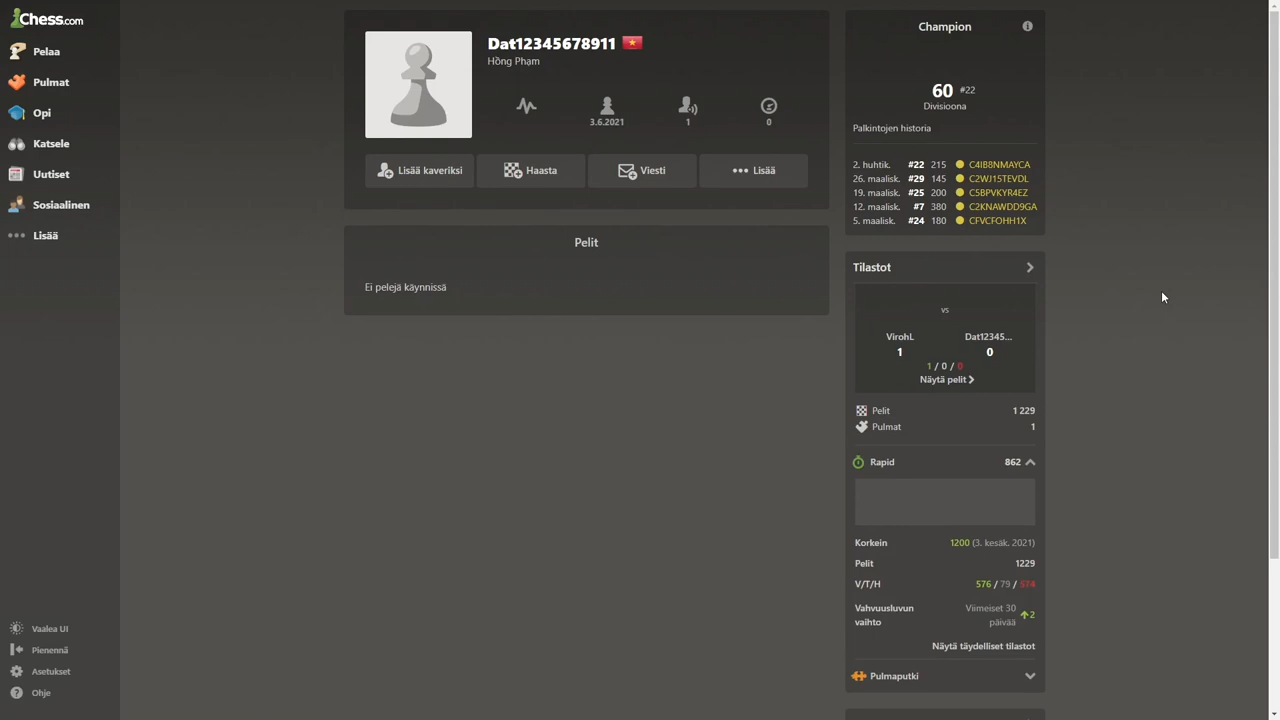 Chess.com
Pelaa
Pulmat
Opi
Katsele
Uutiset
Sosiaalinen
Lisää
Vaalea UI
Pienennä
Asetukset
Ohje
Dat12345678911
Hồng Phạm
3.6.2021
1
0
Lisää kaveriksi
Haasta
Viesti
Lisää
Pelit
Ei pelejä käynnissä
Champion
60 #22
Divisioona
Palkintojen historia
2. huhtik. #22 215 C4IB8NMAYCA
26. maalisk. #29 145 C2WJ15TEVDL
19. maalisk. #25 200 C5BPVKYR4EZ
12. maalisk. #7 380 C2KNAWDD9GA
5. maalisk. #24 180 CFVCFOHH1X
Tilastot
vs
VirohL Dat12345...
1 0
1 / 0 / 0
Näytä pelit
Pelit 1 229
Pulmat 1
Rapid 862
Korkein 1200 (3. kesäk. 2021)
Pelit 1229
V/T/H 576 / 79 / 574
Vahvuusluvun vaihto Viimeiset 30 päivää 2
Näytä täydelliset tilastot
Pulmaputki